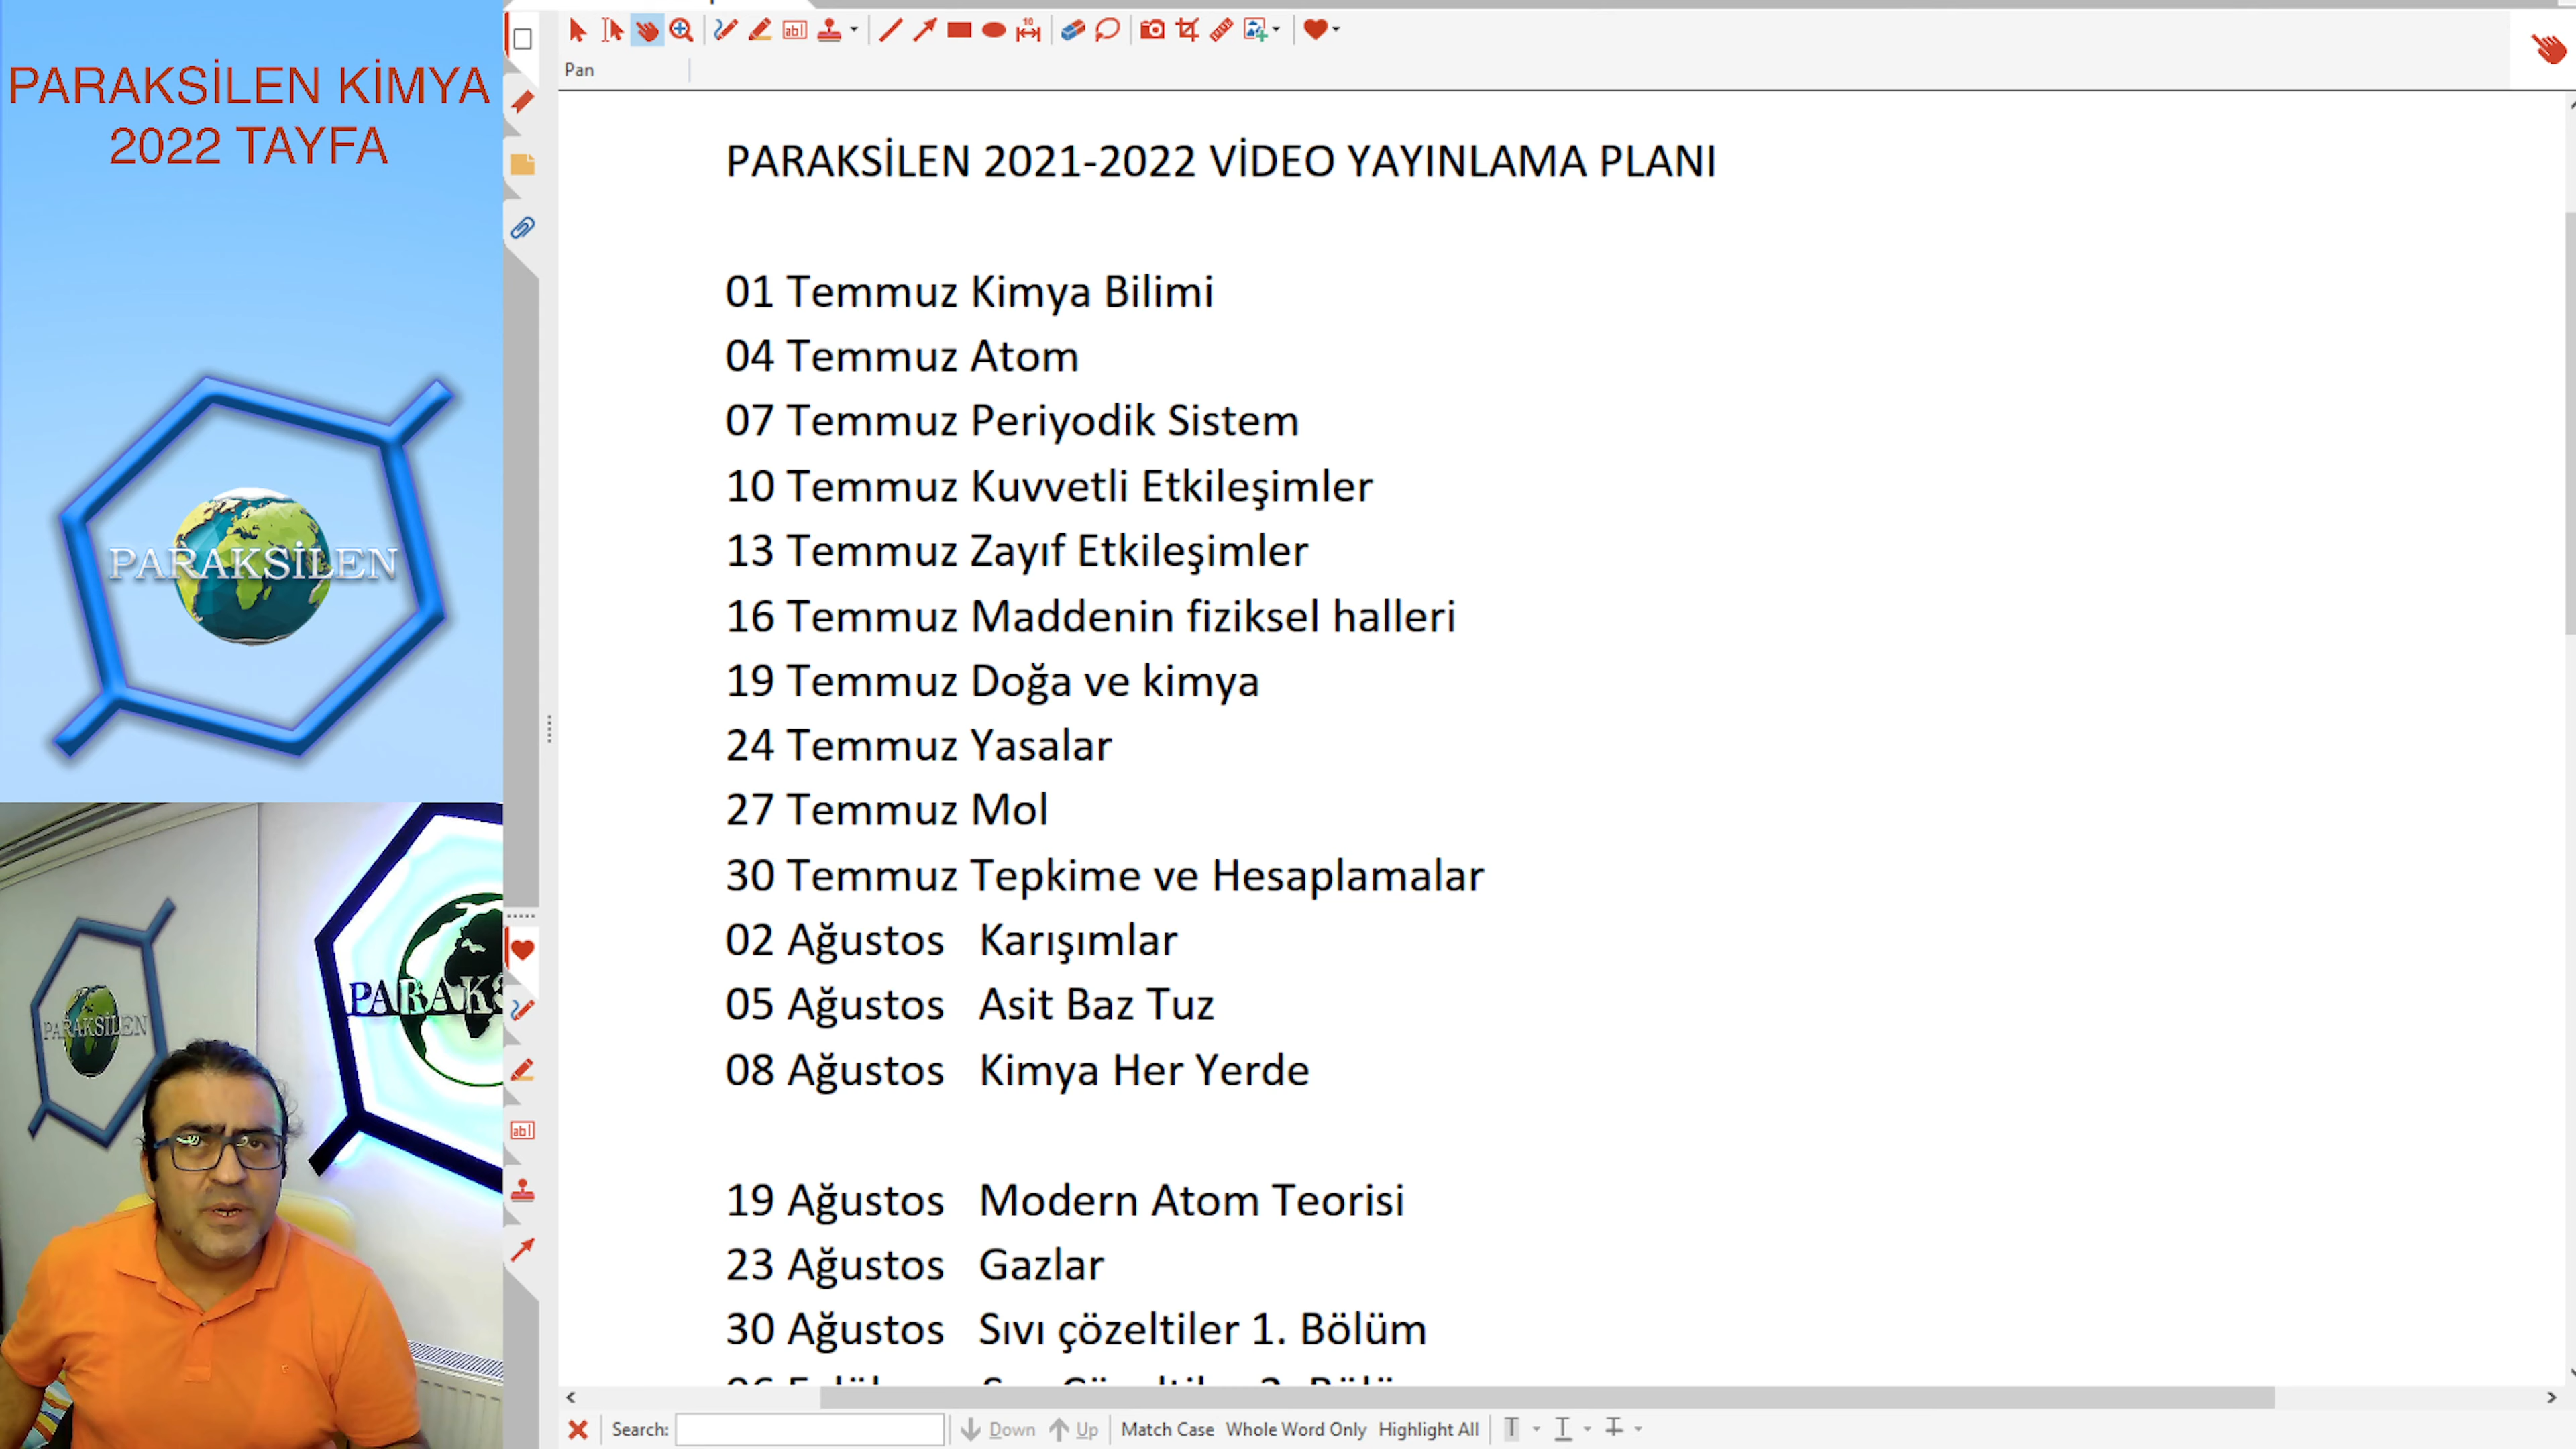 PARAKSİLEN KİMYA
2022 TAYFA
PARAKSİLEN
PARAKSİLEN
PARAKS
Pan
PARAKSİLEN 2021-2022 VİDEO YAYINLAMA PLANI
01 Temmuz Kimya Bilimi
04 Temmuz Atom
07 Temmuz Periyodik Sistem
10 Temmuz Kuvvetli Etkileşimler
13 Temmuz Zayıf Etkileşimler
16 Temmuz Maddenin fiziksel halleri
19 Temmuz Doğa ve kimya
24 Temmuz Yasalar
27 Temmuz Mol
30 Temmuz Tepkime ve Hesaplamalar
02 Ağustos Karışımlar
05 Ağustos Asit Baz Tuz
08 Ağustos Kimya Her Yerde
19 Ağustos Modern Atom Teorisi
23 Ağustos Gazlar
30 Ağustos Sıvı çözeltiler 1. Bölüm
Search: Down Up Match Case Whole Word Only Highlight All